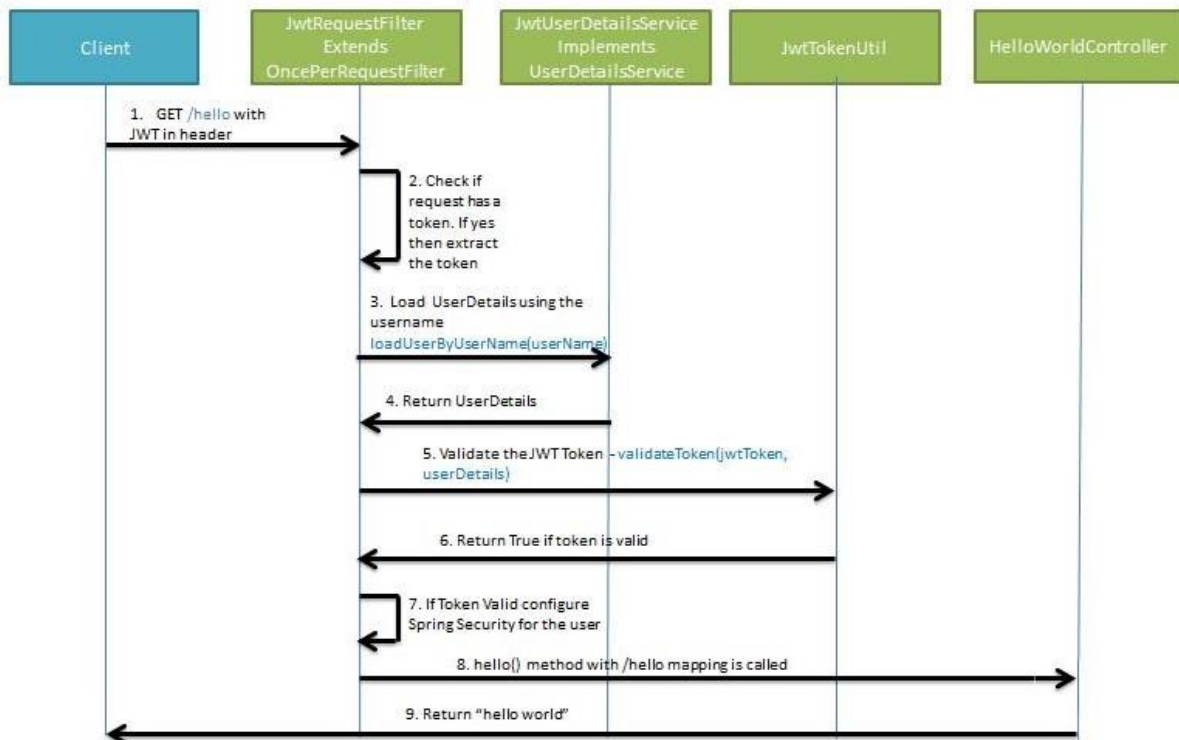 Client
JwtRequestFilter
Extends
OncePerRequestFilter
JwtUserDetailsService
Implements
UserDetailsService
JwtTokenUtil
HelloWorldController
1. GET /hello with
JWT in header
2. Check if
request has a
token. If yes
then extract
the token
3. Load UserDetails using the
username
loadUserByUserName(userName)
4. Return UserDetails
5. Validate the JWT Token - validateToken(jwtToken,
userDetails)
6. Return True if token is valid
7. If Token Valid configure
Spring Security for the user
8. hello() method with /hello mapping is called
9. Return “hello world”